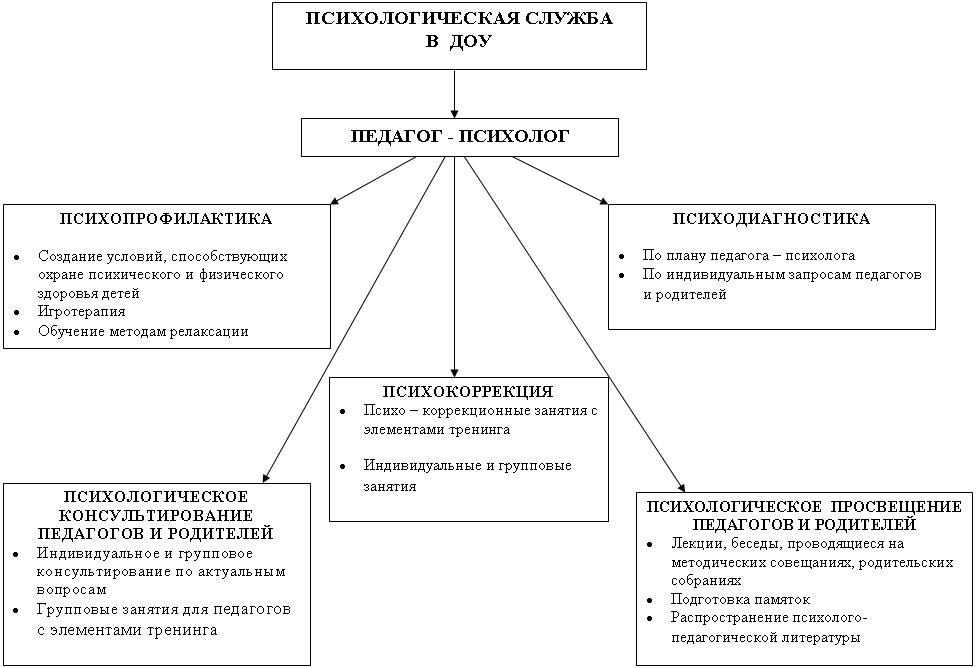 ПСИХОЛОГИЧЕСКАЯ СЛУЖБА
В ДОУ
ПЕДАГОГ - ПСИХОЛОГ
ПСИХОПРОФИЛАКТИКА
• Создание условий, способствующих
охране психического и физического
здоровья детей
• Игротерапия
• Обучение методам релаксации
ПСИХОДИАГНОСТИКА
• По плану педагога – психолога
• По индивидуальным запросам педагогов
и родителей
ПСИХОКОРРЕКЦИЯ
• Психо – коррекционные занятия с
элементами тренинга
• Индивидуальные и групповые
занятия
ПСИХОЛОГИЧЕСКОЕ
КОНСУЛЬТИРОВАНИЕ
ПЕДАГОГОВ И РОДИТЕЛЕЙ
• Индивидуальное и групповое
консультирование по актуальным
вопросам
• Групповые занятия для педагогов
с элементами тренинга
ПСИХОЛОГИЧЕСКОЕ ПРОСВЕЩЕНИЕ
ПЕДАГОГОВ И РОДИТЕЛЕЙ
• Лекции, беседы, проводящиеся на
методических совещаниях, родительских
собраниях
• Подготовка памяток
• Распространение психолого-
педагогической литературы